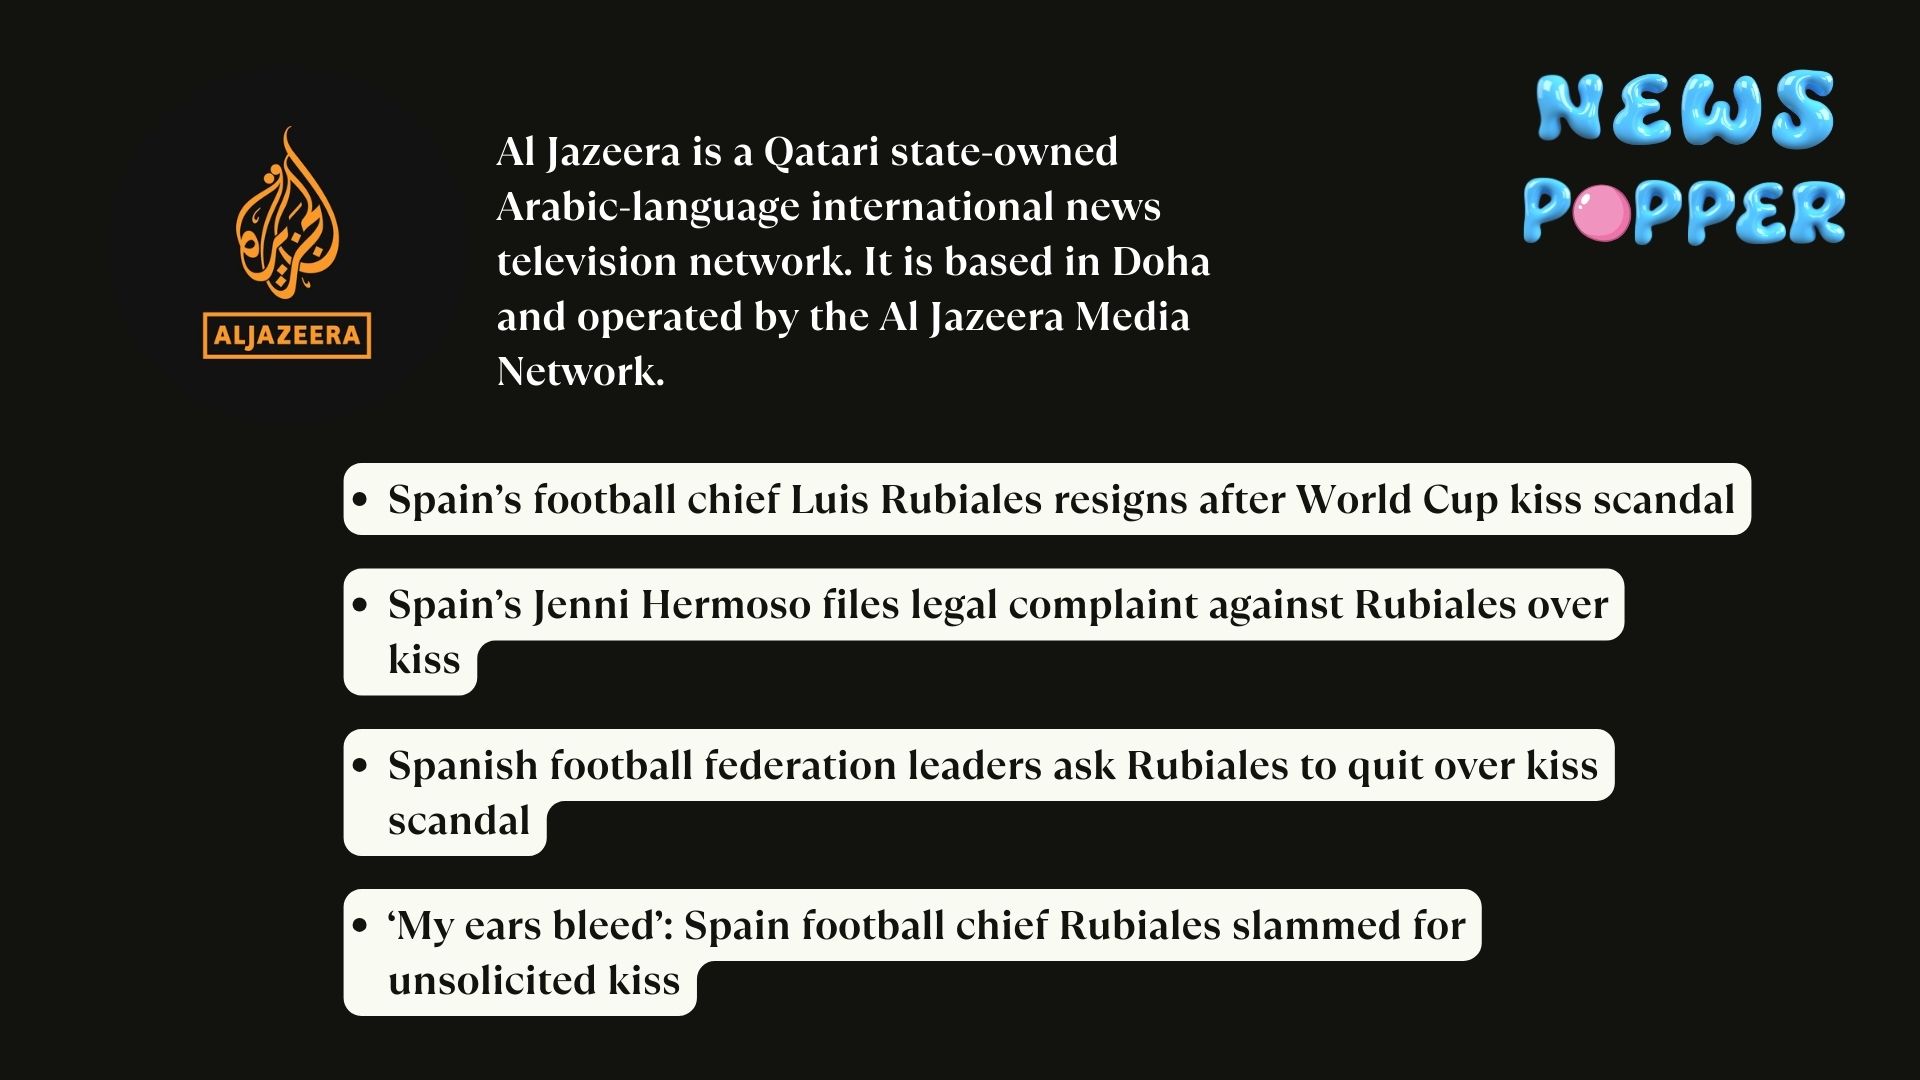 NEWS
POPPER
الجزيرة
ALJAZEERA
Al Jazeera is a Qatari state-owned
Arabic-language international news
television network. It is based in Doha
and operated by the Al Jazeera Media
Network.
• Spain’s football chief Luis Rubiales resigns after World Cup kiss scandal
• Spain’s Jenni Hermoso files legal complaint against Rubiales over
kiss
• Spanish football federation leaders ask Rubiales to quit over kiss
scandal
• ‘My ears bleed’: Spain football chief Rubiales slammed for
unsolicited kiss